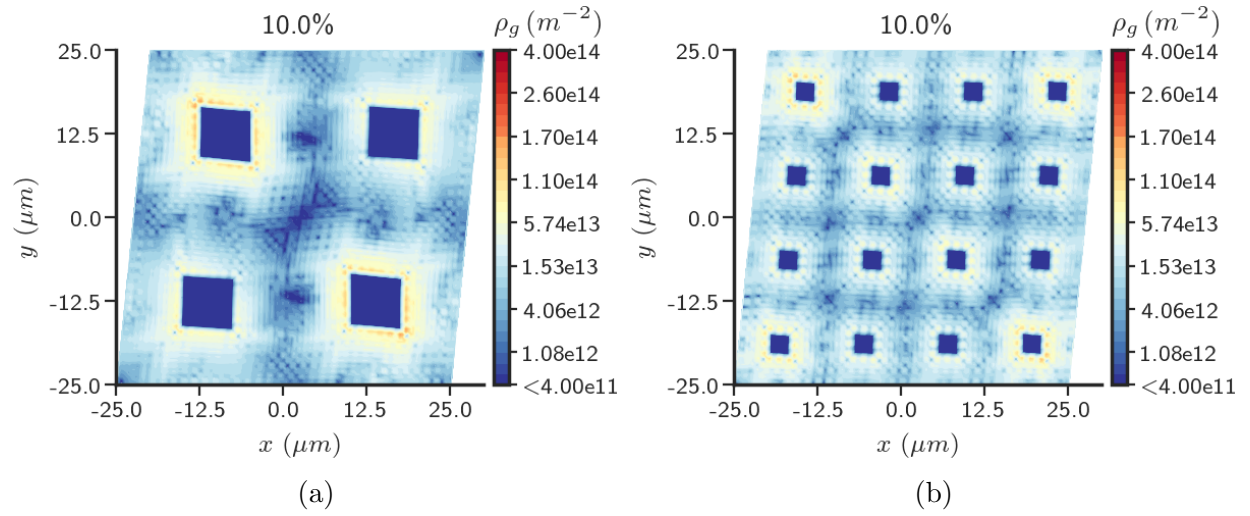 10.0%
ρ_g (m^{-2})
25.0
12.5
0.0
-12.5
-25.0
y (μm)
-25.0 -12.5 0.0 12.5 25.0
x (μm)
4.00e14
2.60e14
1.70e14
1.10e14
5.74e13
1.53e13
4.06e12
1.08e12
<4.00e11
(a)
10.0%
ρ_g (m^{-2})
25.0
12.5
0.0
-12.5
-25.0
y (μm)
-25.0 -12.5 0.0 12.5 25.0
x (μm)
4.00e14
2.60e14
1.70e14
1.10e14
5.74e13
1.53e13
4.06e12
1.08e12
<4.00e11
(b)